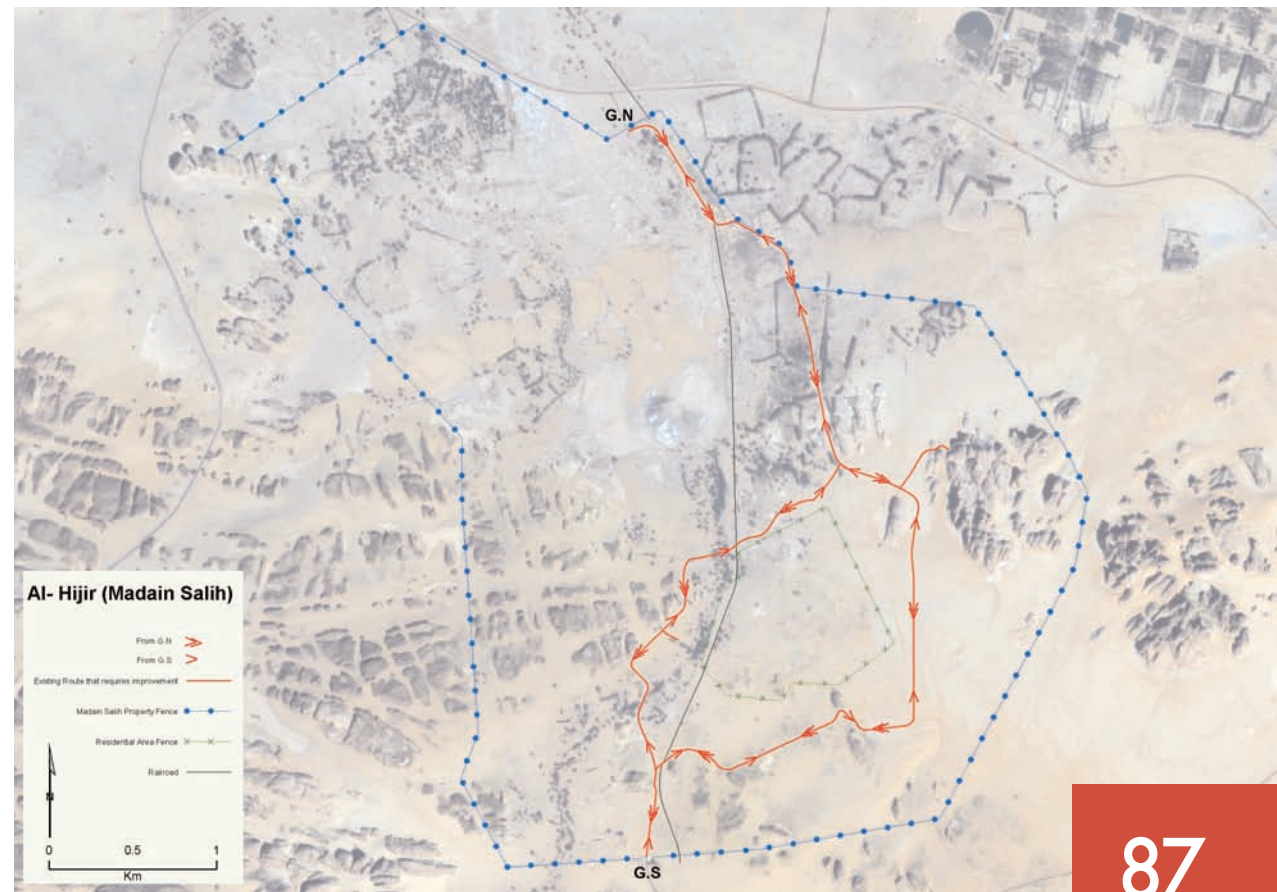 G.N
Al- Hijir (Madain Salih)
From G.N
From G.S
Existing Route that requires improvement
Madain Salih Property Fence
Residential Area Fence
Railroad
N
0 0.5 1
Km
G.S
87